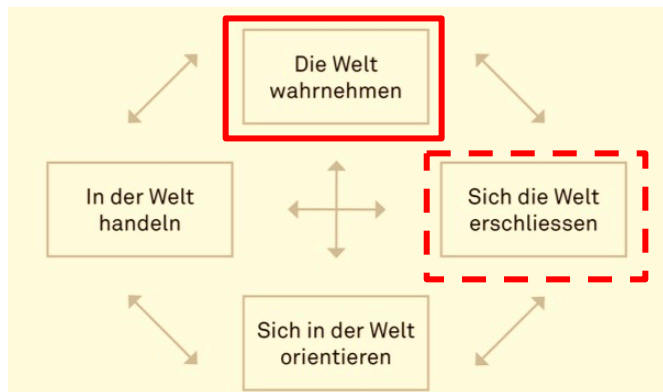 Die Welt
wahrnehmen
In der Welt
handeln
Sich die Welt
erschliessen
Sich in der Welt
orientieren